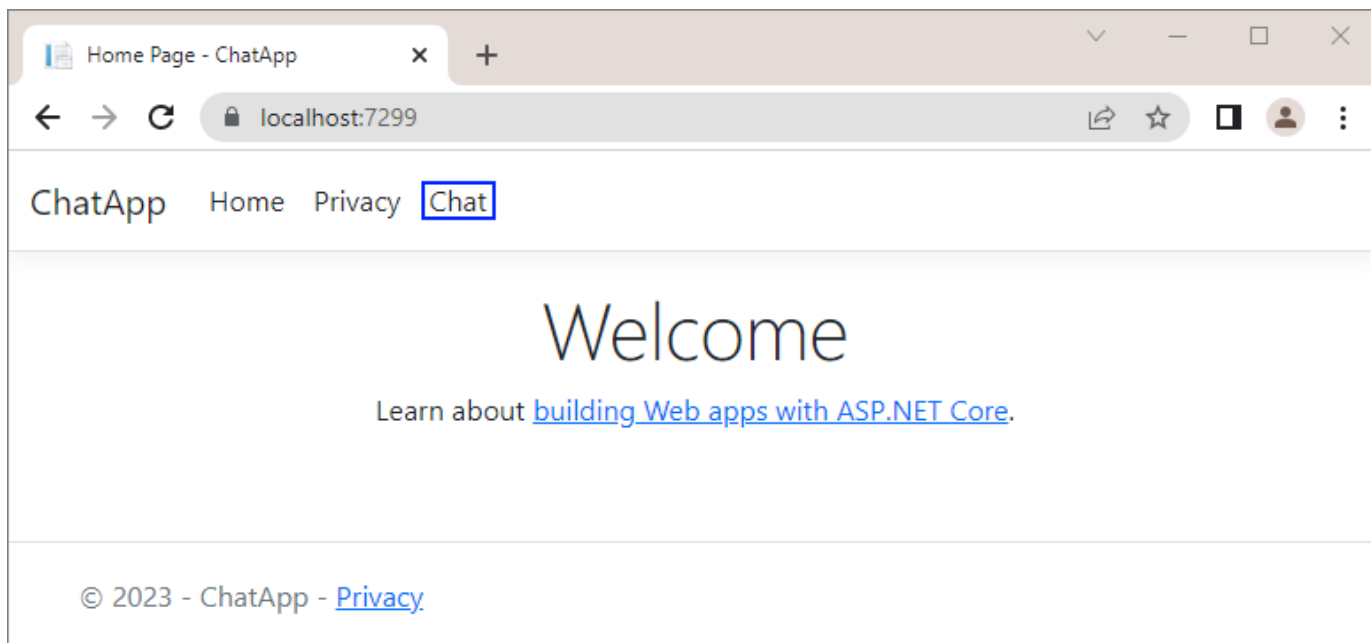 Home Page - ChatApp
localhost:7299
ChatApp Home Privacy Chat
Welcome
Learn about building Web apps with ASP.NET Core.
© 2023 - ChatApp - Privacy